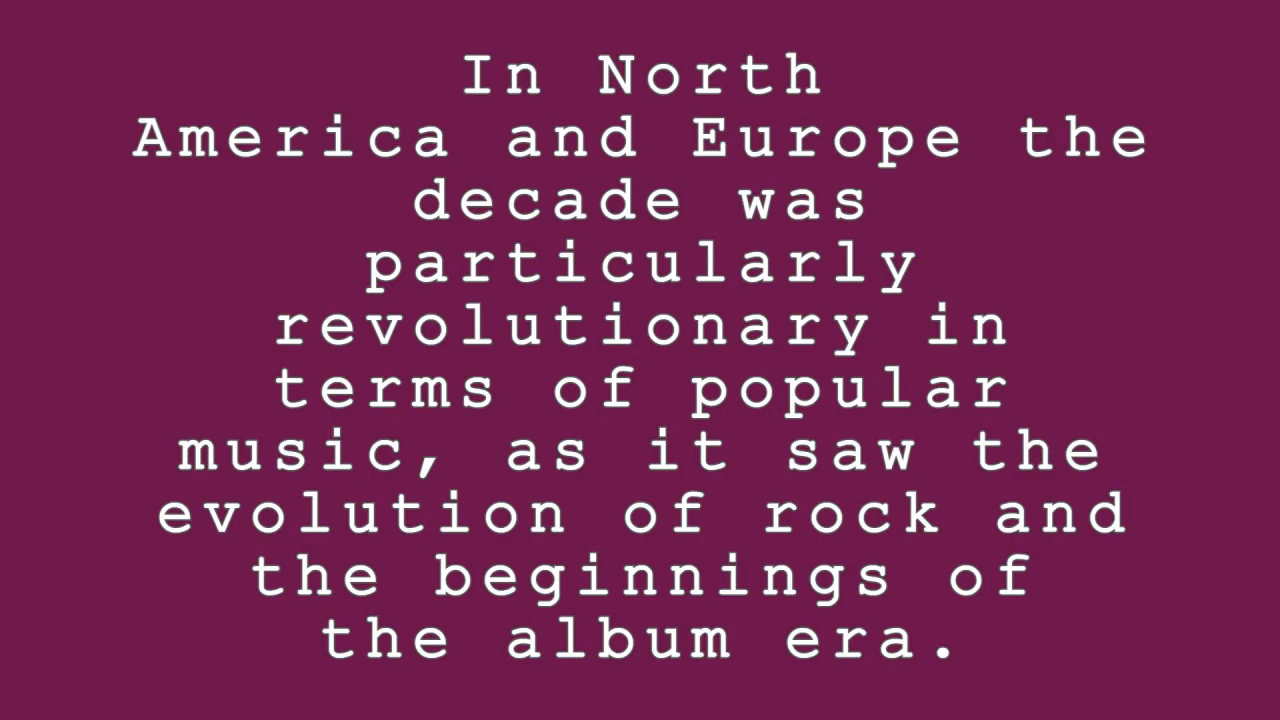 In North
America and Europe the
decade was
particularly
revolutionary in
terms of popular
music, as it saw the
evolution of rock and
the beginnings of
the album era.